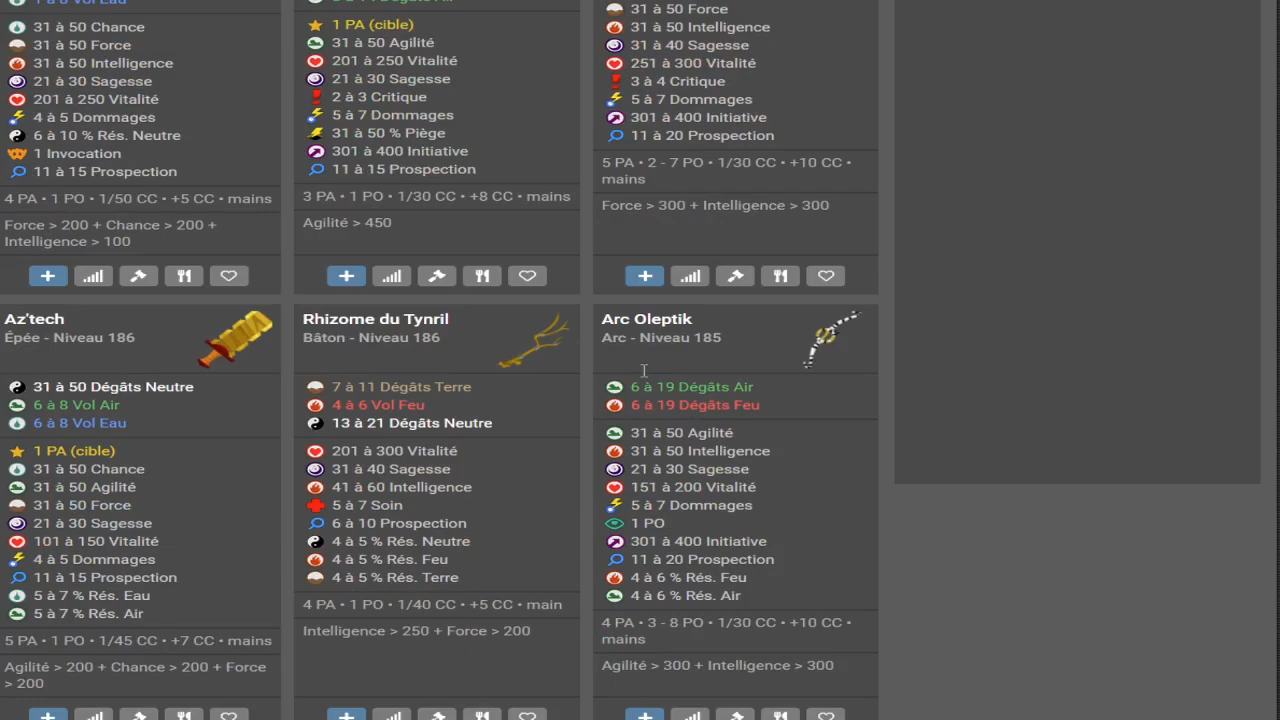 31 à 50 Chance
31 à 50 Force
31 à 50 Intelligence
21 à 30 Sagesse
201 à 250 Vitalité
4 à 5 Dommages
6 à 10 % Rés. Neutre
1 Invocation
11 à 15 Prospection
4 PA • 1 PO • 1/50 CC • +5 CC • mains
Force > 200 + Chance > 200 +
Intelligence > 100
1 PA (cible)
31 à 50 Agilité
201 à 250 Vitalité
21 à 30 Sagesse
2 à 3 Critique
5 à 7 Dommages
31 à 50 % Piège
301 à 400 Initiative
11 à 15 Prospection
3 PA • 1 PO • 1/30 CC • +8 CC • mains
Agilité > 450
31 à 50 Force
31 à 50 Intelligence
31 à 40 Sagesse
251 à 300 Vitalité
3 à 4 Critique
5 à 7 Dommages
301 à 400 Initiative
11 à 20 Prospection
5 PA • 2 - 7 PO • 1/30 CC • +10 CC •
mains
Force > 300 + Intelligence > 300
Az'tech
Épée - Niveau 186
31 à 50 Dégâts Neutre
6 à 8 Vol Air
6 à 8 Vol Eau
1 PA (cible)
31 à 50 Chance
31 à 50 Agilité
31 à 50 Force
21 à 30 Sagesse
101 à 150 Vitalité
4 à 5 Dommages
11 à 15 Prospection
5 à 7 % Rés. Eau
5 à 7 % Rés. Air
5 PA • 1 PO • 1/45 CC • +7 CC • mains
Agilité > 200 + Chance > 200 + Force
> 200
Rhizome du Tynril
Bâton - Niveau 186
7 à 11 Dégâts Terre
4 à 6 Vol Feu
13 à 21 Dégâts Neutre
201 à 300 Vitalité
31 à 40 Sagesse
41 à 60 Intelligence
5 à 7 Soin
6 à 10 Prospection
4 à 5 % Rés. Neutre
4 à 5 % Rés. Feu
4 à 5 % Rés. Terre
4 PA • 1 PO • 1/40 CC • +5 CC • main
Intelligence > 250 + Force > 200
Arc Oleptik
Arc - Niveau 185
6 à 19 Dégâts Air
6 à 19 Dégâts Feu
31 à 50 Agilité
31 à 50 Intelligence
21 à 30 Sagesse
151 à 200 Vitalité
5 à 7 Dommages
1 PO
301 à 400 Initiative
11 à 20 Prospection
4 à 6 % Rés. Feu
4 à 6 % Rés. Air
4 PA • 3 - 8 PO • 1/30 CC • +10 CC •
mains
Agilité > 300 + Intelligence > 300